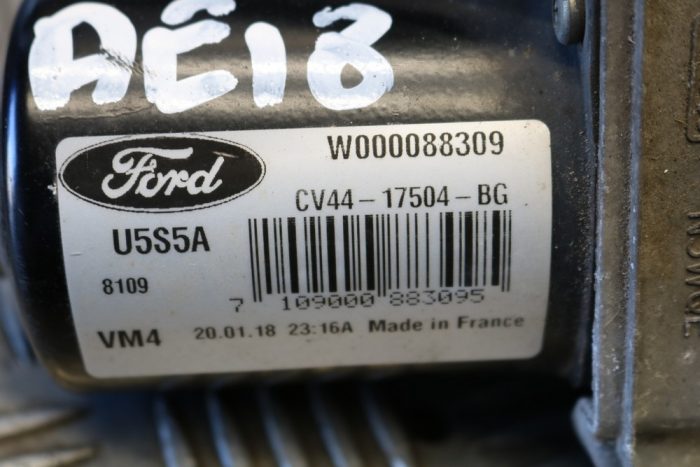 AE18
Ford
W000088309
CV44-17504-BG
U5S5A
8109
7 109000 883095
VM4
20.01.18 23:16A Made in France